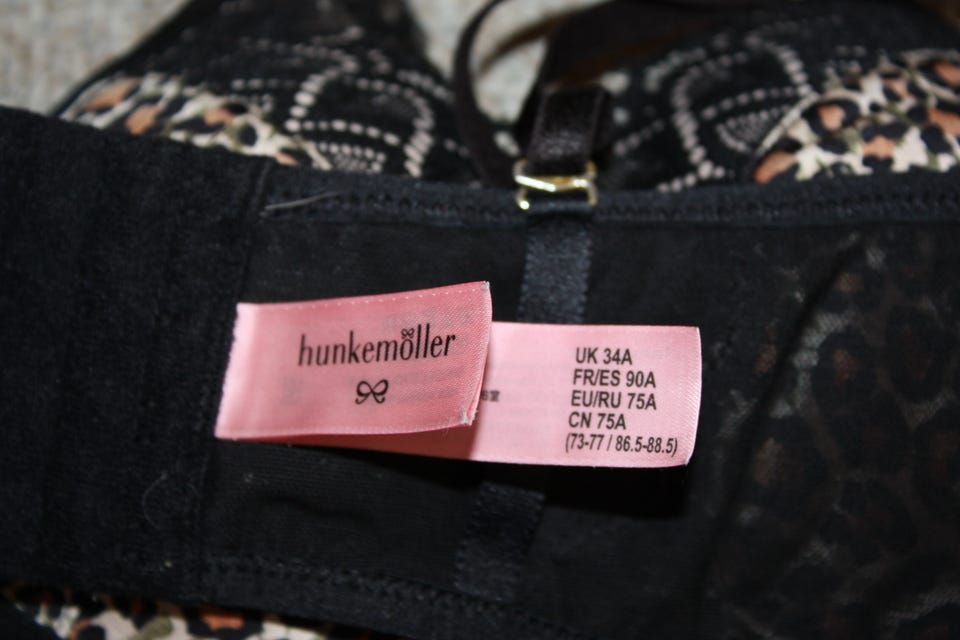 hunkemöller
UK 34A
FR/ES 90A
EU/RU 75A
CN 75A
(73-77 / 86.5-88.5)